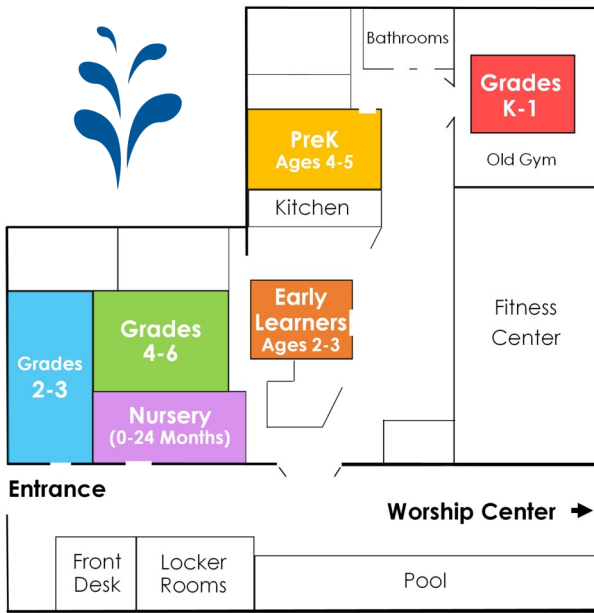 Bathrooms
Grades
K-1
Old Gym
PreK
Ages 4-5
Kitchen
Early
Learners
Ages 2-3
Fitness
Center
Grades
4-6
Grades
2-3
Nursery
(0-24 Months)
Entrance
Worship Center
Front
Desk
Locker
Rooms
Pool